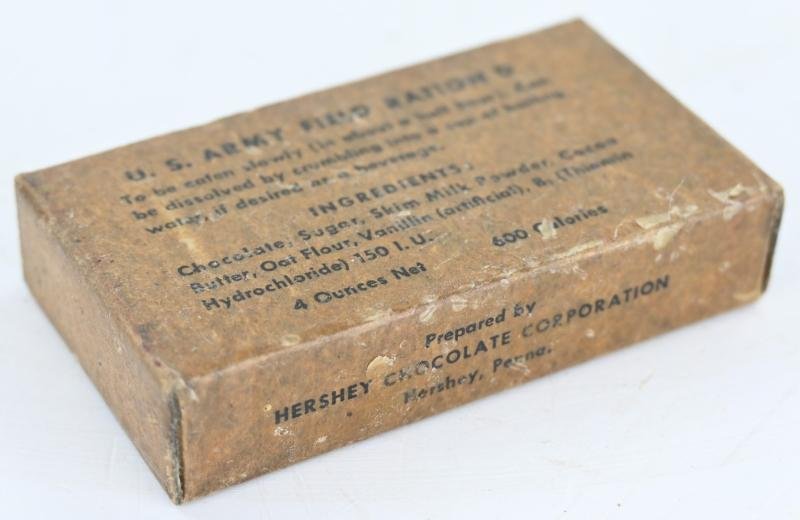 U. S. ARMY FIELD RATION D
To be eaten slowly (in about a half hour). Can
be dissolved by crumbling into a cup of boiling
water, if desired as a beverage.
INGREDIENTS:
Chocolate, Sugar, Skim Milk Powder, Cocoa
Butter, Oat Flour, Vanillin (artificial), B₁ (Thiamin
Hydrochloride) 150 I. U.
4 Ounces Net 600 Calories
Prepared by
HERSHEY CHOCOLATE CORPORATION
Hershey, Penna.